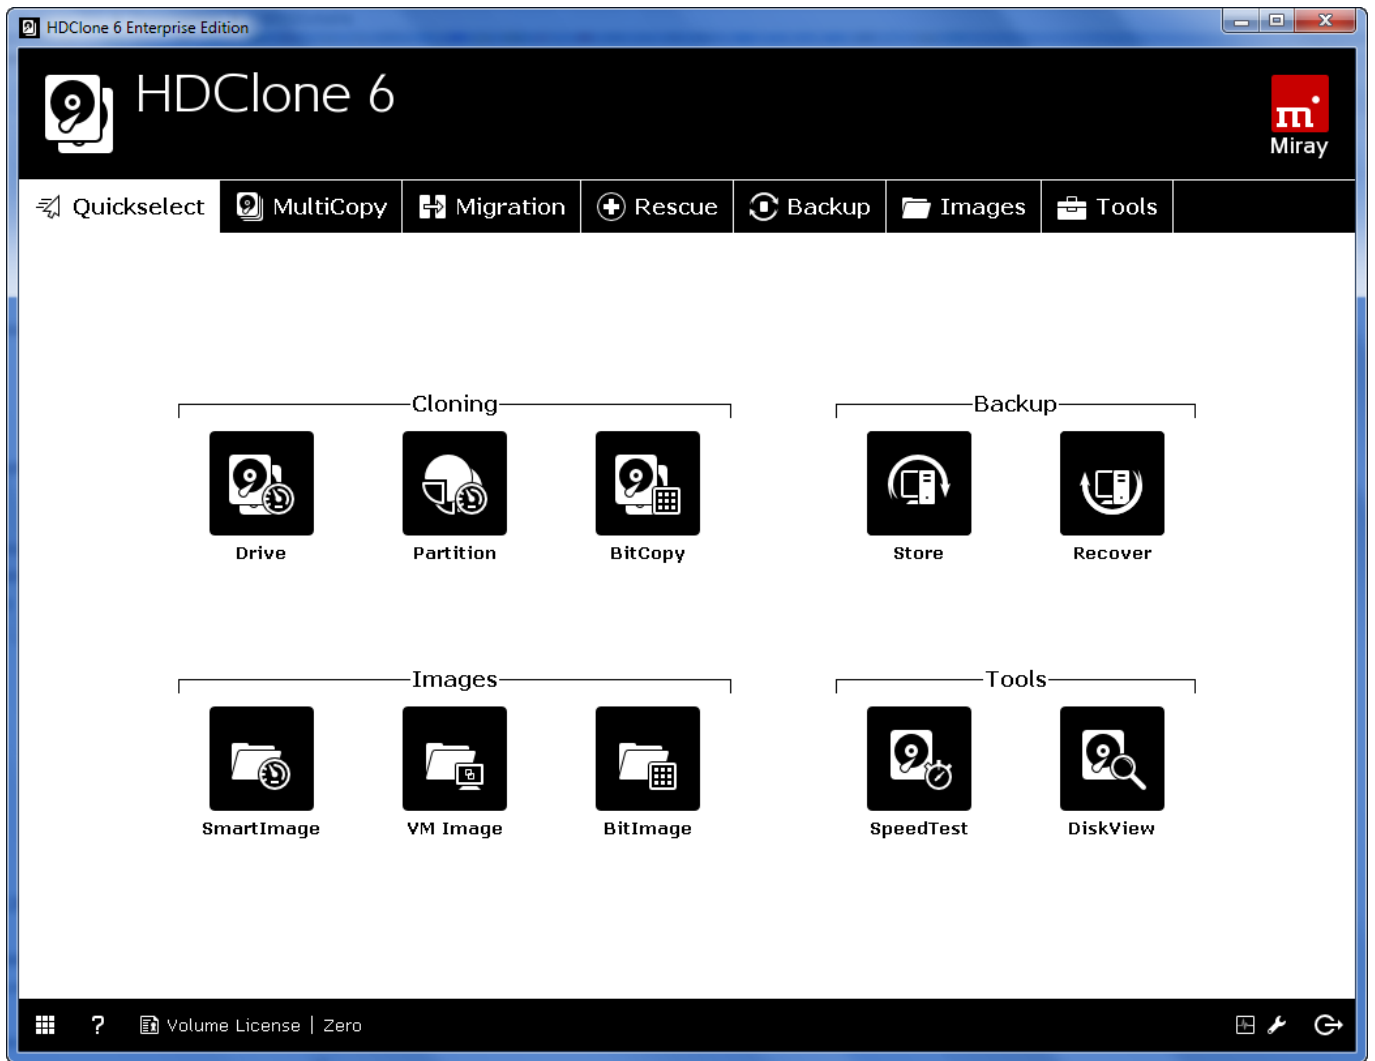 HDClone 6 Enterprise Edition
HDClone 6
m
Miray
Quickselect MultiCopy Migration Rescue Backup Images Tools
Cloning Backup
Drive Partition BitCopy Store Recover
Images Tools
SmartImage VM Image BitImage SpeedTest DiskView
? Volume License | Zero